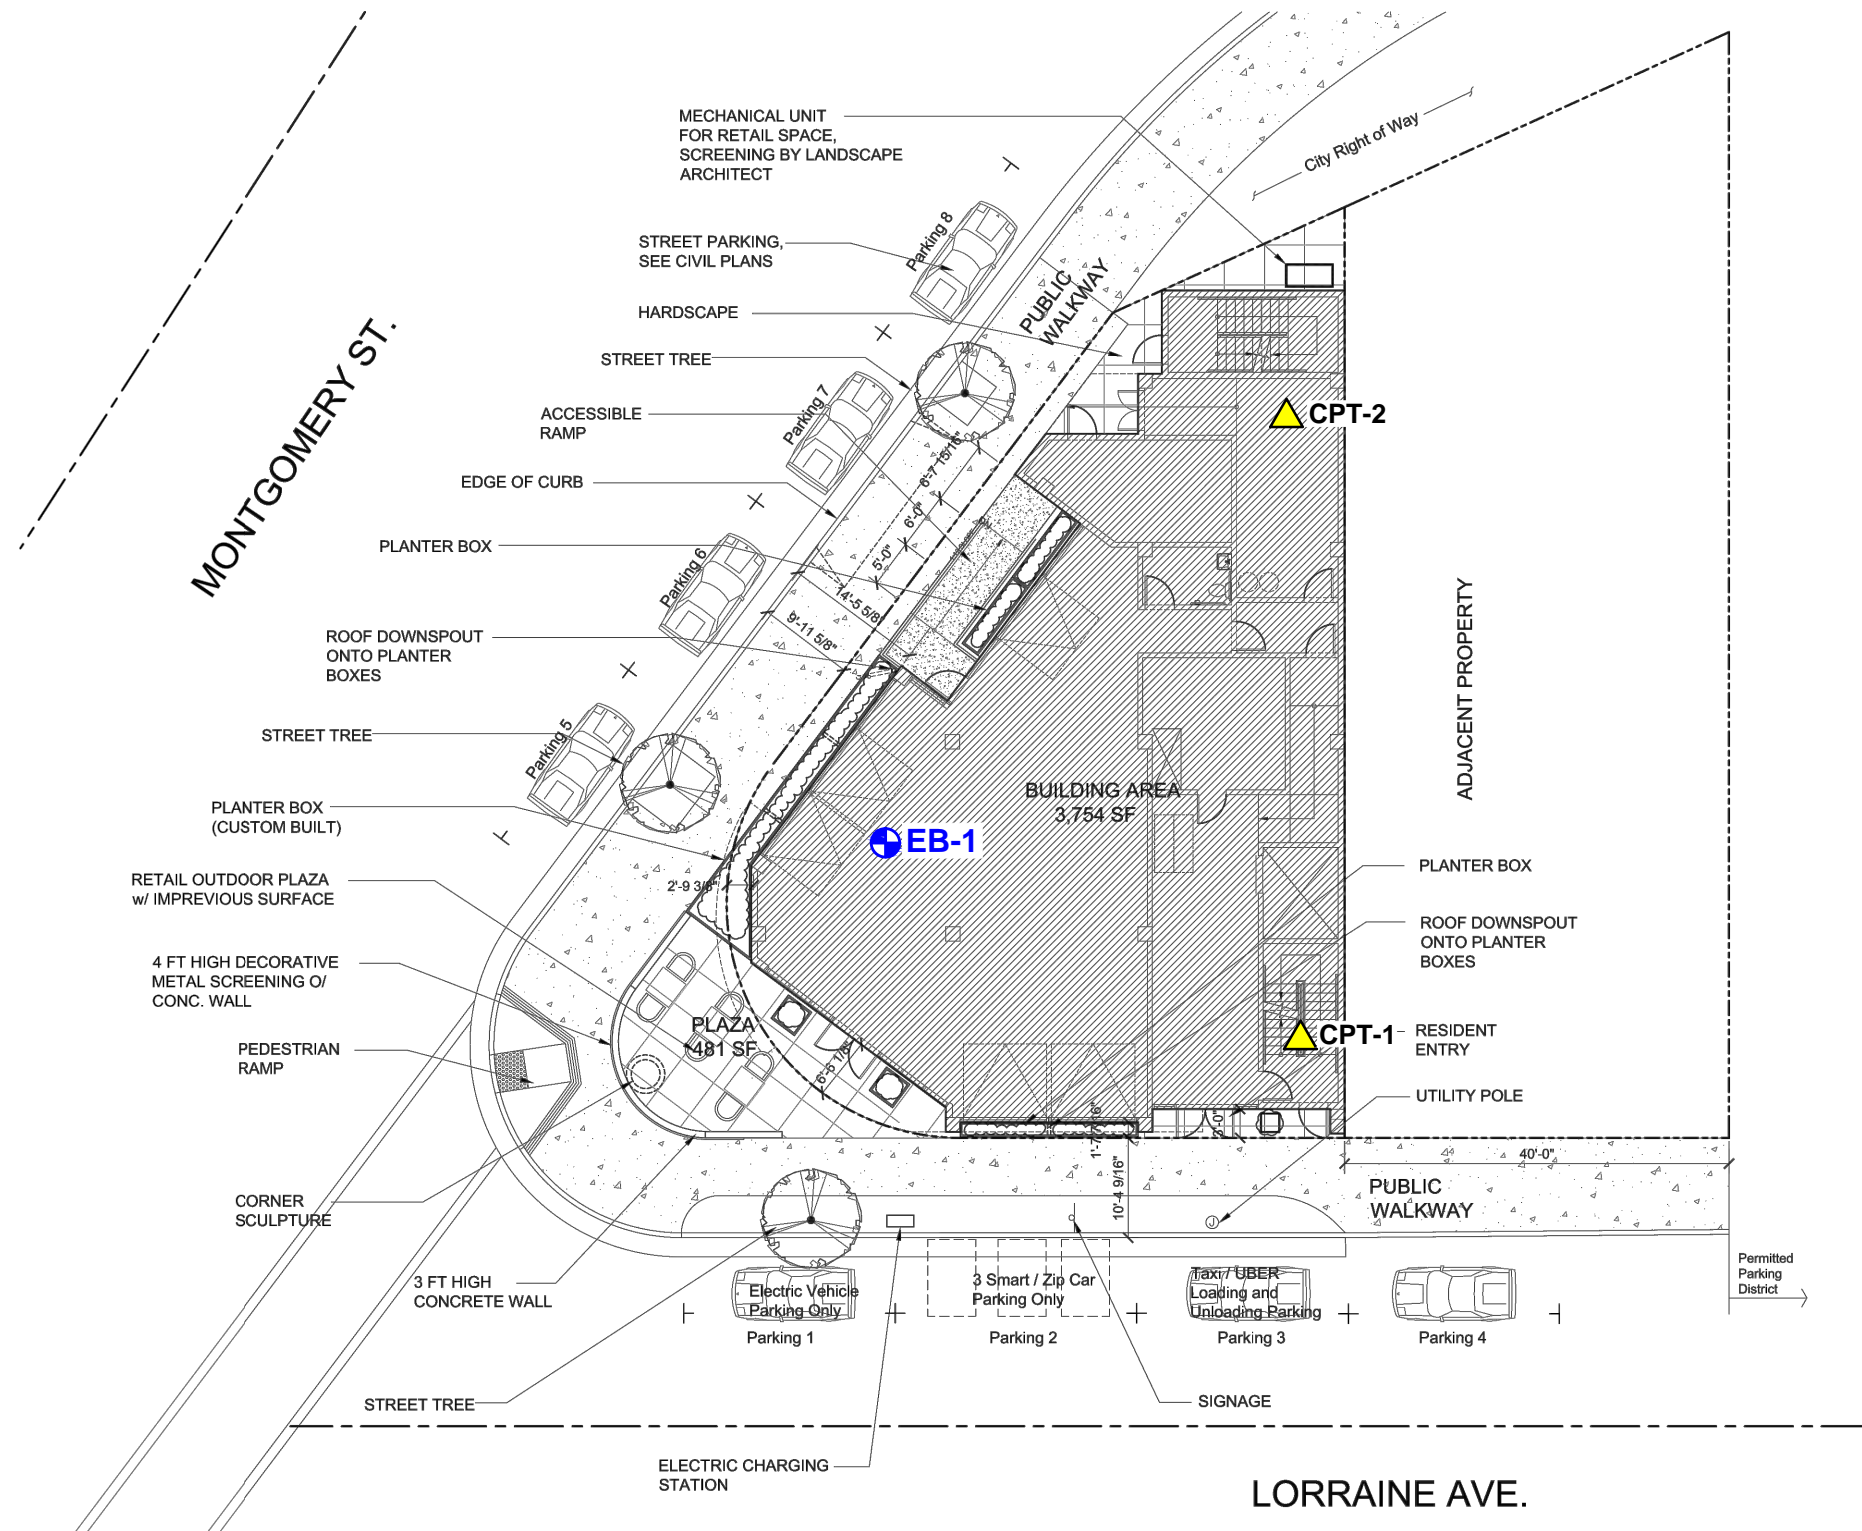 MECHANICAL UNIT
FOR RETAIL SPACE,
SCREENING BY LANDSCAPE
ARCHITECT
City Right of Way
STREET PARKING,
SEE CIVIL PLANS
Parking 8
PUBLIC
WALKWAY
HARDSCAPE
STREET TREE
MONTGOMERY ST.
ACCESSIBLE
RAMP
Parking 7
CPT-2
6'-7 15/16"
EDGE OF CURB
6'-0"
PLANTER BOX
5'-0"
Parking 6
14'-5 5/8"
9'-11 5/8"
ROOF DOWNSPOUT
ONTO PLANTER
BOXES
ADJACENT PROPERTY
STREET TREE
Parking 5
BUILDING AREA
3,754 SF
PLANTER BOX
(CUSTOM BUILT)
EB-1
PLANTER BOX
RETAIL OUTDOOR PLAZA
w/ IMPREVIOUS SURFACE
2'-9 3/8"
ROOF DOWNSPOUT
ONTO PLANTER
BOXES
4 FT HIGH DECORATIVE
METAL SCREENING O/
CONC. WALL
PLAZA
481 SF
CPT-1
RESIDENT
ENTRY
PEDESTRIAN
RAMP
6'-5 1/8"
UTILITY POLE
1'-7 7/16"
3'-0"
40'-0"
10'-4 9/16"
PUBLIC
WALKWAY
CORNER
SCULPTURE
J
Permitted
Parking
District
3 FT HIGH
CONCRETE WALL
Electric Vehicle
Parking Only
3 Smart / Zip Car
Parking Only
Taxi / UBER
Loading and
Unloading Parking
Parking 1
Parking 2
Parking 3
Parking 4
STREET TREE
SIGNAGE
ELECTRIC CHARGING
STATION
LORRAINE AVE.